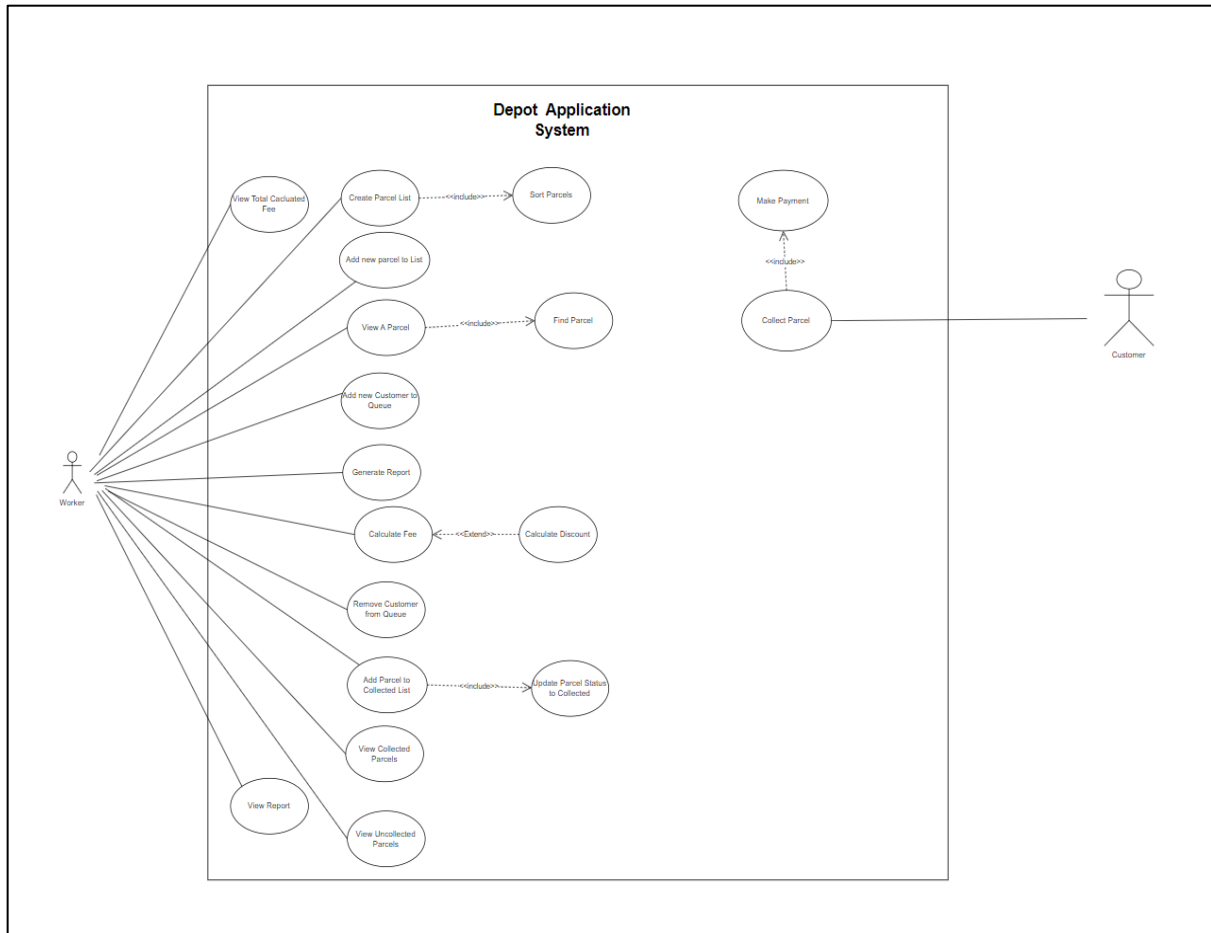 Depot Application
System
View Total Cacluated
Fee
Create Parcel List
<<include>>
Sort Parcels
Make Payment
Add new parcel to List
<<include>>
View A Parcel
<<include>>
Find Parcel
Collect Parcel
Customer
Add new Customer to
Queue
Generate Report
Worker
Calculate Fee
<<Extend>>
Calculate Discount
Remove Customer
from Queue
Add Parcel to
Collected List
<<include>>
Update Parcel Status
to Collected
View Collected
Parcels
View Report
View Uncollected
Parcels